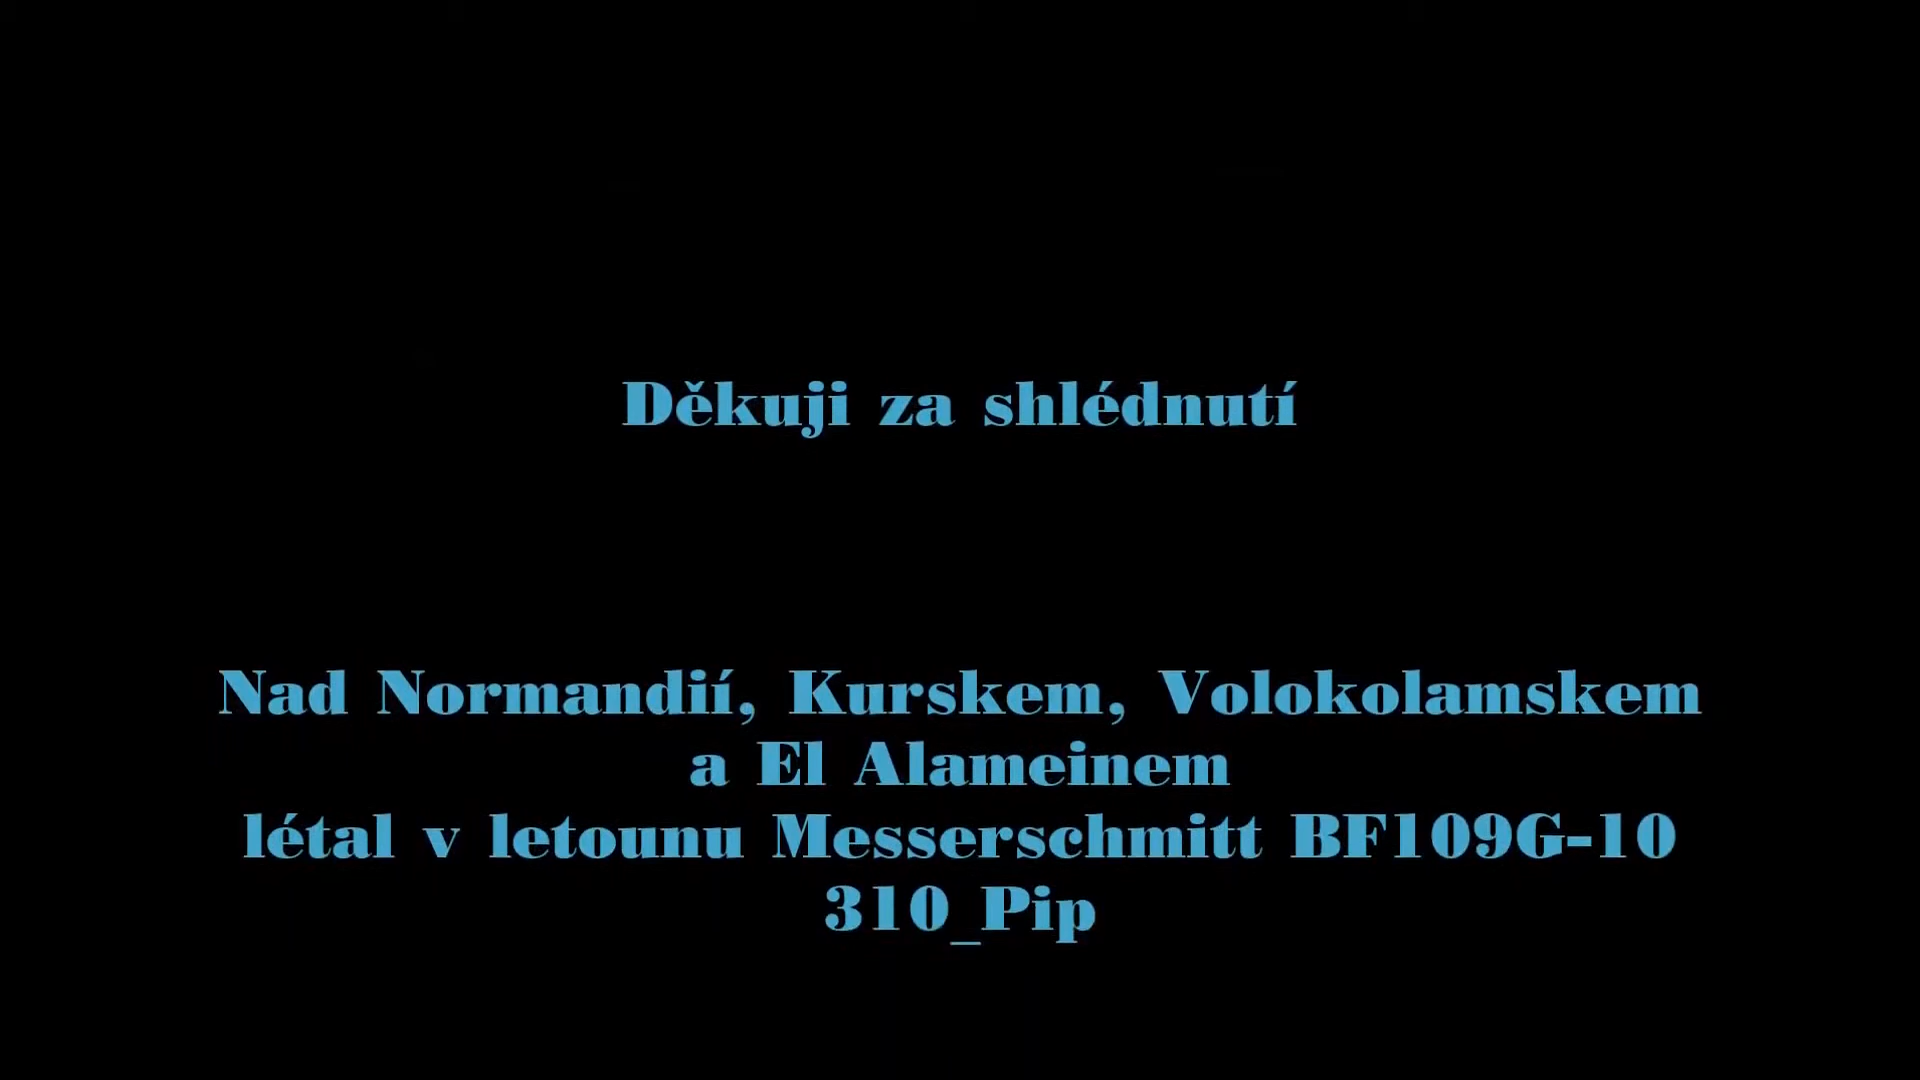 Děkuji za shlédnutí
Nad Normandií, Kurskem, Volokolamskem
a El Alameinem
létal v letounu Messerschmitt BF109G-10
310_Pip